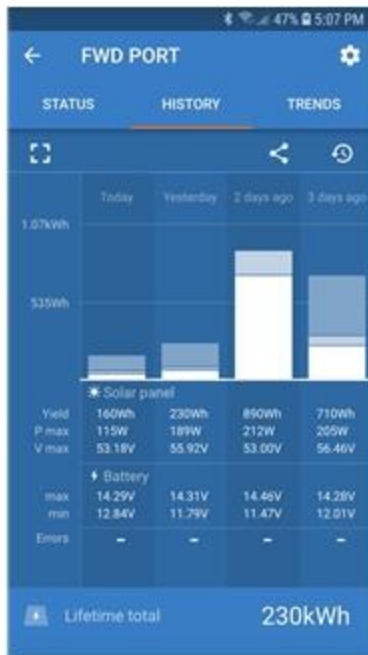 47% 5:07 PM
FWD PORT
STATUS HISTORY TRENDS
Today Yesterday 2 days ago 3 days ago
1.07kWh
535Wh
Solar panel
Yield 160Wh 230Wh 890Wh 710Wh
P max 115W 189W 212W 205W
V max 53.18V 55.92V 53.00V 56.46V
Battery
max 14.29V 14.31V 14.46V 14.28V
min 12.84V 11.79V 11.47V 12.01V
Errors - - - -
Lifetime total 230kWh